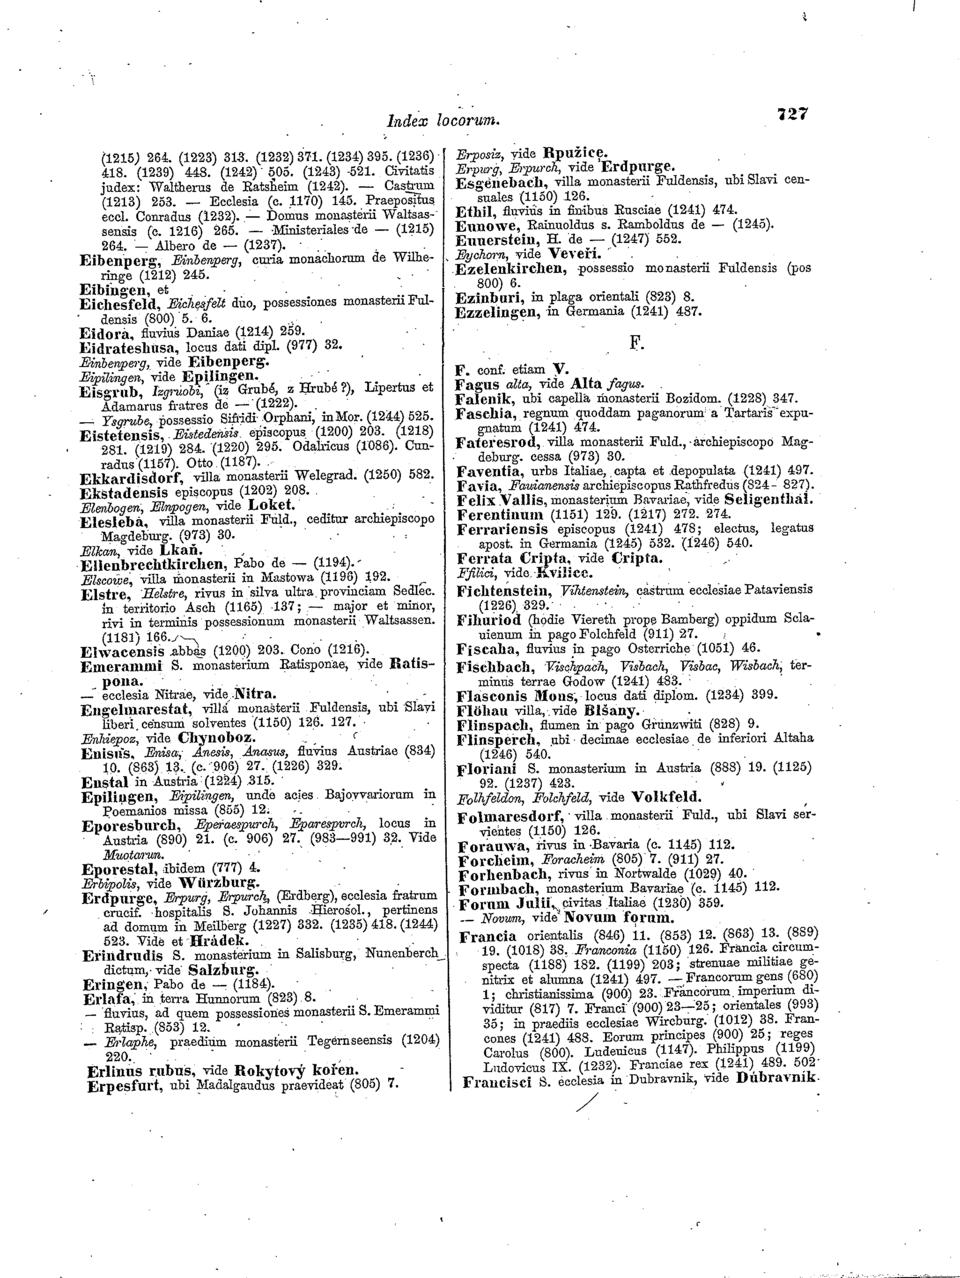 Index locorum.
727
(1215) 264. (1223) 313. (1232) 371. (1234) 395. (1236)
418. (1239) 448. (1242) 505. (1243) 521. Civitatis
judex: Waltherus de Ratsheim (1242). — Castrum
(1213) 253. — Ecclesia (c. 1170) 145. Praepositus
eccl. Conradus (1232). — Domus monasterii Waltsas-
sensis (c. 1216) 265. — Ministeriales de — (1215)
264. — Albero de — (1237).
Eibenperg, Einbenperg, curia monachorum de Wilhe-
ringe (1212) 245.
Eibingen, et
Eichesfeld, Eichesfelt duo, possessiones monasterii Ful-
densis (800) 5. 6.
Eidora, fluvius Daniae (1214) 259.
Eidrateshusa, locus dati dipl. (977) 32.
Einbenperg, vide Eibenperg.
Eipilingen, vide Epilingen.
Eisgrub, Izgruobi, (iz Grubé, z Hrubé?), Lipertus et
Adamarus fratres de — (1222).
— Ysgrube, possessio Sifridi Orphani, in Mor. (1244) 525.
Eistetensis, Eistedensis episcopus (1200) 203. (1218)
281. (1219) 284. (1220) 295. Odalricus (1086). Cun-
radus (1157). Otto (1187).
Ekkardisdorf, villa monasterii Welegrad. (1250) 582.
Ekstadensis episcopus (1202) 208.
Elenbogen, Elnpogen, vide Loket.
Elesleba, villa monasterii Fuld., ceditur archiepiscopo
Magdeburg. (973) 30.
Elkan, vide Lkaň.
Ellenbrechtkirchen, Pabo de — (1194).
Elscowe, villa monasterii in Mastowa (1196) 192.
Elstre, Helstre, rivus in silva ultra provinciam Sedlec.
in territorio Asch (1165) 137; — major et minor,
rivi in terminis possessionum monasterii Waltsassen.
(1181) 166.
Elwacensis abbas (1200) 203. Cono (1216).
Emerammi S. monasterium Ratisponae, vide Ratis-
pona.
— ecclesia Nitrae, vide Nitra.
Engelmarestat, villa monasterii Fuldensis, ubi Slavi
liberi censum solventes (1150) 126. 127.
Enhiepoz, vide Chynoboz.
Enisus, Enisa, Anesis, Anasus, fluvius Austriae (834)
10. (863) 13. (c. 906) 27. (1226) 329.
Enstal in Austria (1224) 315.
Epilingen, Eipilingen, unde acies Bajovvariorum in
Poemanios missa (855) 12.
Eporesburch, Eperaespurch, Eparespvrch, locus in
Austria (890) 21. (c. 906) 27. (983—991) 32. Vide
Muotarun.
Eporestal, ibidem (777) 4.
Erbipolis, vide Würzburg.
Erdpurge, Erpurg, Erpurch, (Erdberg), ecclesia fratrum
crucif. hospitalis S. Johannis Hierosol., pertinens
ad domum in Meilberg (1227) 332. (1235) 418. (1244)
523. Vide et Hrádek.
Erindrudis S. monasterium in Salisburg, Nunenberch
dictum, vide Salzburg.
Eringen, Pabo de — (1184).
Erlafa, in terra Hunnorum (823) 8.
— fluvius, ad quem possessiones monasterii S. Emerammi
Ratisp. (853) 12.
— Erlaphe, praedium monasterii Tegernseensis (1204)
220.
Erlinus rubus, vide Rokytový kořen.
Erpesfurt, ubi Madalgaudus praevideat (805) 7.
Erposiz, vide Rpužice.
Erpurg, Erpurch, vide Erdpurge.
Esgenebach, villa monasterii Fuldensis, ubi Slavi cen-
suales (1150) 126.
Ethil, fluvius in finibus Rusciae (1241) 474.
Eunowe, Rainuoldus s. Ramboldus de — (1245).
Euuerstein, H. de — (1247) 552.
Eychorn, vide Veveří.
Ezelenkirchen, possessio monasterii Fuldensis (pos
800) 6.
Ezinburi, in plaga orientali (823) 8.
Ezzelingen, in Germania (1241) 487.
F.
F. conf. etiam V.
Fagus alta, vide Alta fagus.
Falenik, ubi capella monasterii Bozidom. (1228) 347.
Faschia, regnum quoddam paganorum a Tartaris expu-
gnatum (1241) 474.
Fateresrod, villa monasterii Fuld., archiepiscopo Mag-
deburg. cessa (973) 30.
Faventia, urbs Italiae, capta et depopulata (1241) 497.
Favia, Fauianensis archiepiscopus Rathfredus (824-827).
Felix Vallis, monasterium Bavariae, vide Seligenthal.
Ferentinum (1151) 129. (1217) 272. 274.
Ferrariensis episcopus (1241) 478; electus, legatus
apost. in Germania (1245) 532. (1246) 540.
Ferrata Cripta, vide Cripta.
Ffilici, vide Kvilice.
Fichtenstein, Vihtenstein, castrum ecclesiae Pataviensis
(1226) 329.
Fihuriod (hodie Viereth prope Bamberg) oppidum Scla-
uienum in pago Folchfeld (911) 27.
Fiscaha, fluvius in pago Osterriche (1051) 46.
Fischbach, Vischpach, Visbach, Visbac, Wisbach, ter-
minus terrae Godow (1241) 483.
Flasconis Mons, locus dati diplom. (1234) 399.
Flöhau villa, vide Blšany.
Flinspach, flumen in pago Grunzwiti (828) 9.
Flinsperch, ubi decimae ecclesiae de inferiori Altaha
(1246) 540.
Floriani S. monasterium in Austria (888) 19. (1125)
92. (1237) 423.
Folhfeldon, Folchfeld, vide Volkfeld.
Folmaresdorf, villa monasterii Fuld., ubi Slavi ser-
vientes (1150) 126.
Forauwa, rivus in Bavaria (c. 1145) 112.
Forcheim, Foracheim (805) 7. (911) 27.
Forhenbach, rivus in Nortwalde (1029) 40.
Formbach, monasterium Bavariae (c. 1145) 112.
Forum Julii, civitas Italiae (1230) 359.
— Novum, vide Novum forum.
Francia orientalis (846) 11. (853) 12. (863) 13. (889)
19. (1018) 38. Franconia (1150) 126. Francia circum-
specta (1188) 182. (1199) 203; strenuae militiae ge-
nitrix et alumna (1241) 497. — Francorum gens (680)
1; christianissima (900) 23. Francorum imperium di-
viditur (817) 7. Franci (900) 23—25; orientales (993)
35; in praediis ecclesiae Wircburg. (1012) 38. Fran-
cones (1241) 488. Eorum principes (900) 25; reges
Carolus (800). Ludeuicus (1147). Philippus (1199)
Ludovicus IX. (1232). Franciae rex (1241) 489. 502
Francisci S. ecclesia in Dubravnik, vide Dúbravník.